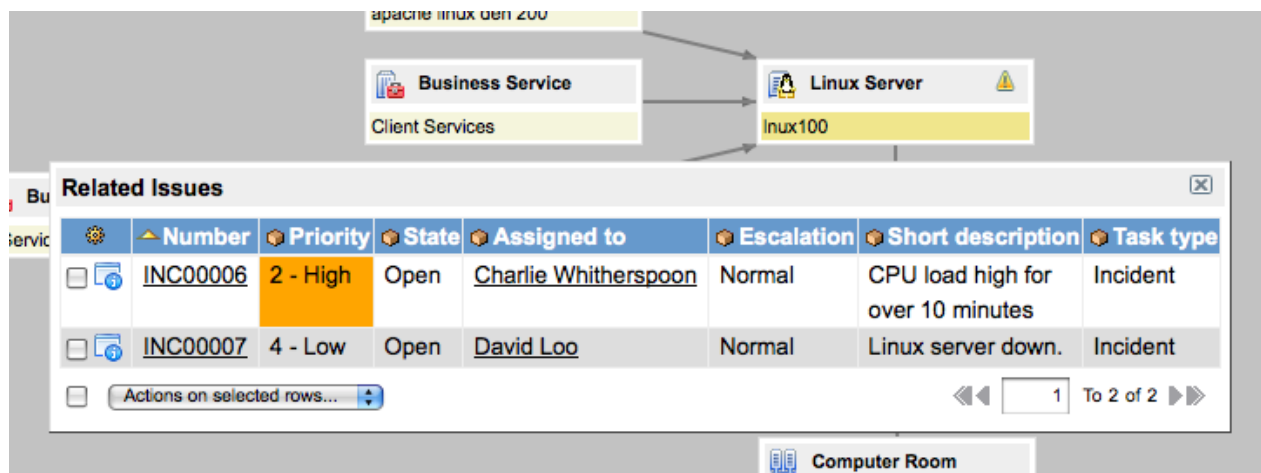 apache linux den 200
Business Service
Linux Server
Client Services
lnux100
Related Issues
Bu
Servic
Number Priority State Assigned to Escalation Short description Task type
INC00006 2 - High Open Charlie Whitherspoon Normal CPU load high for Incident
over 10 minutes
INC00007 4 - Low Open David Loo Normal Linux server down. Incident
Actions on selected rows... 1 To 2 of 2
Computer Room